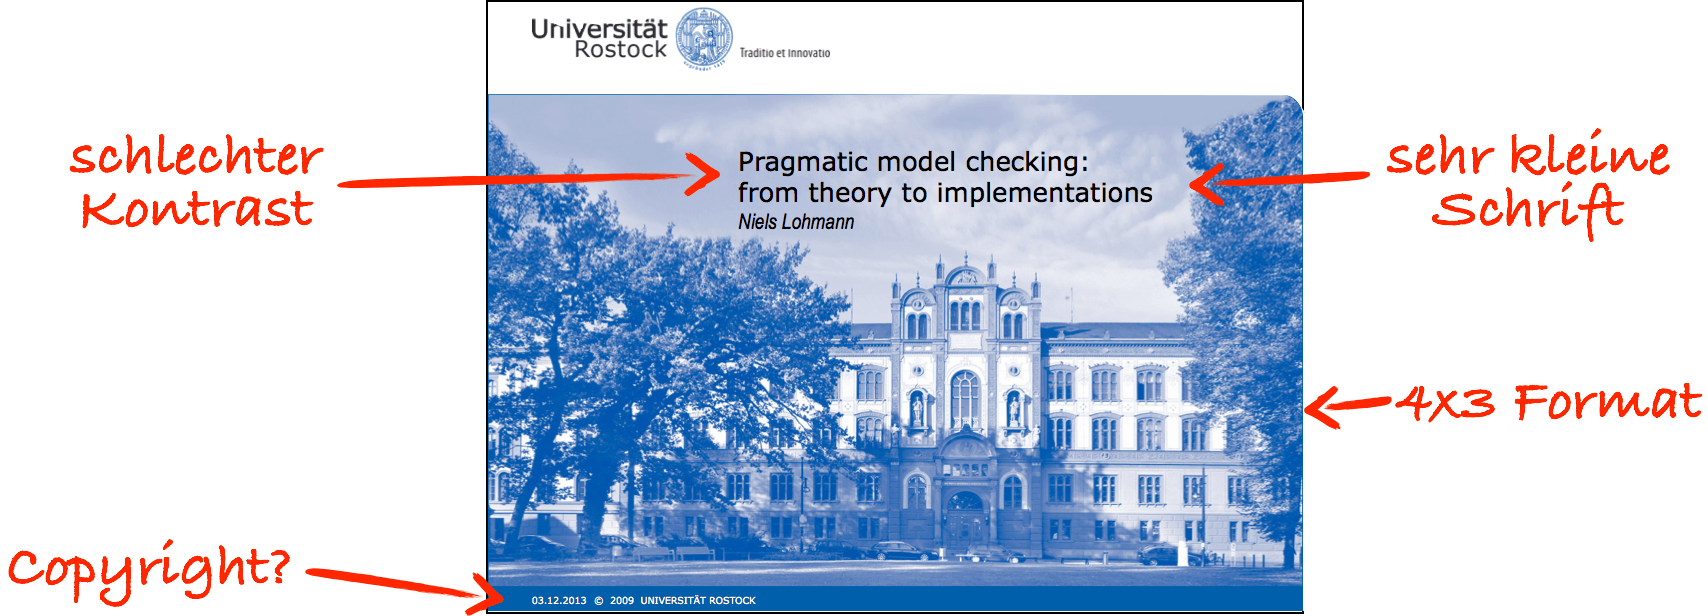 Universität
Rostock
Traditio et Innovatio
schlechter
Kontrast
Pragmatic model checking:
from theory to implementations
Niels Lohmann
sehr kleine
Schrift
4x3 Format
Copyright?
03.12.2013 © 2009 UNIVERSITÄT ROSTOCK